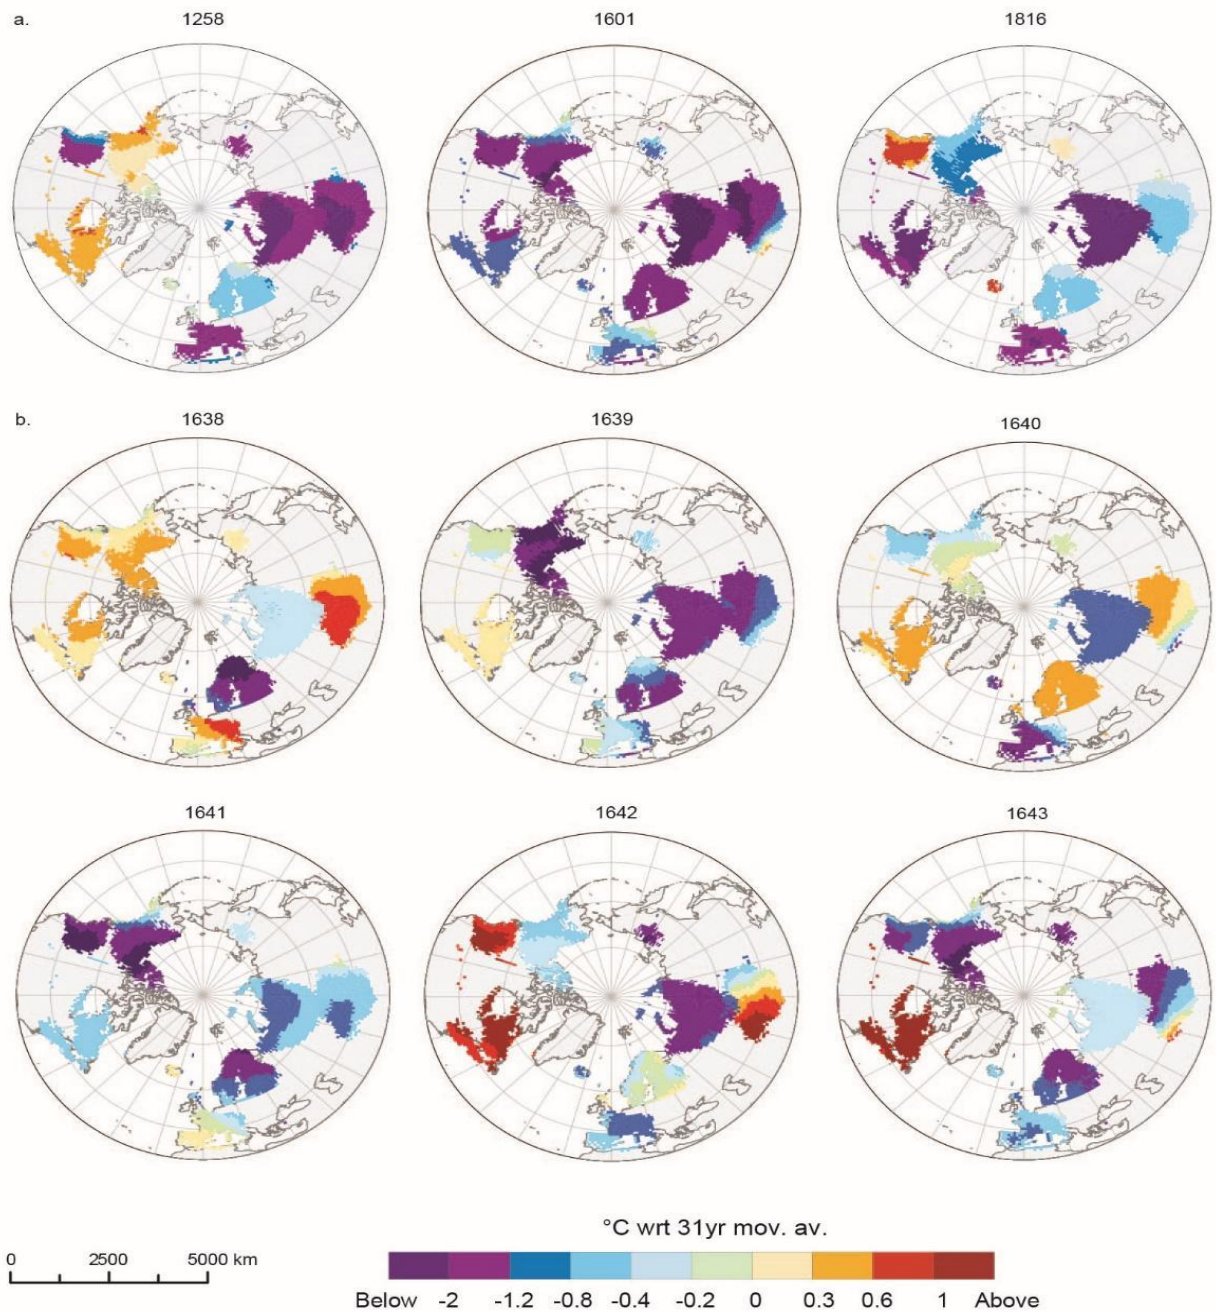 a.
1258 1601 1816
b.
1638 1639 1640
1641 1642 1643
°C wrt 31yr mov. av.
0 2500 5000 km
Below -2 -1.2 -0.8 -0.4 -0.2 0 0.3 0.6 1 Above